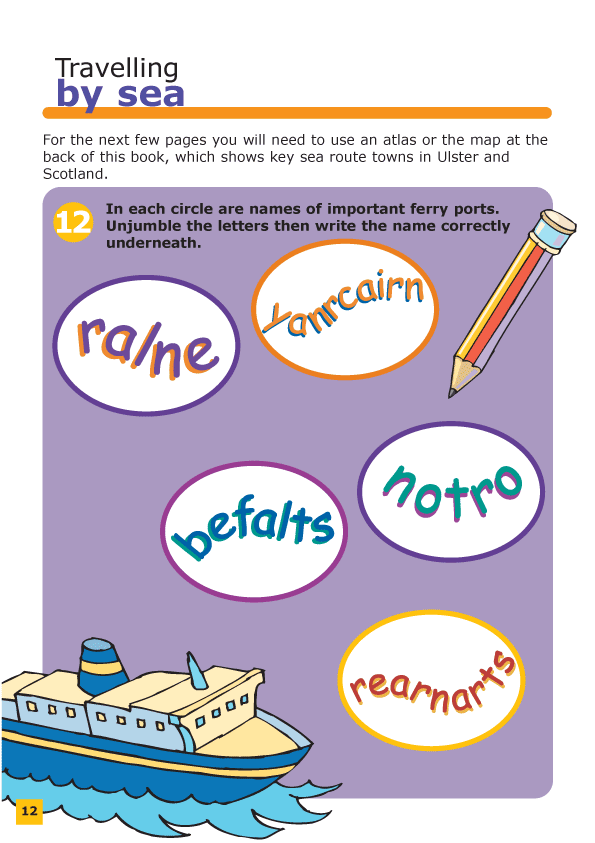 Travelling
by sea
For the next few pages you will need to use an atlas or the map at the
back of this book, which shows key sea route towns in Ulster and
Scotland.
12
In each circle are names of important ferry ports.
Unjumble the letters then write the name correctly
underneath.
yanrcairn
ralne
notro
befalts
rearnarts
12